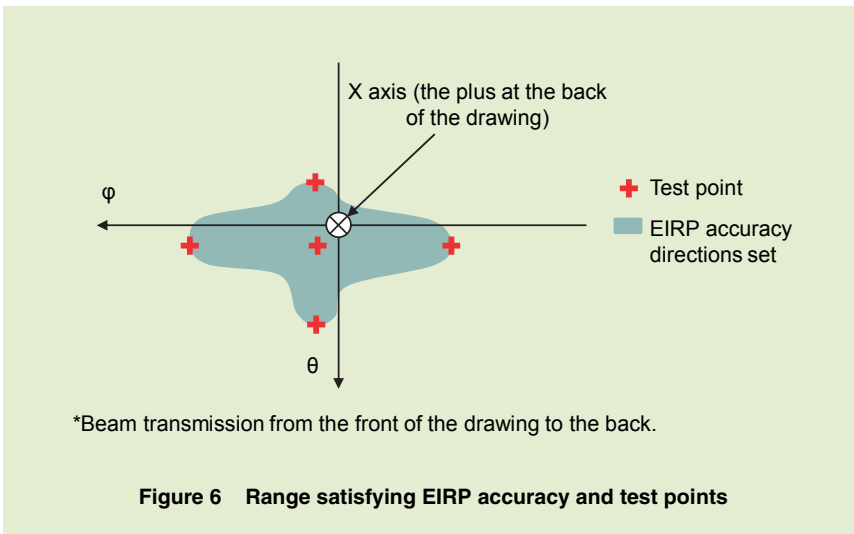 X axis (the plus at the back
of the drawing)
φ
Test point
EIRP accuracy
directions set
θ
*Beam transmission from the front of the drawing to the back.
Figure 6 Range satisfying EIRP accuracy and test points